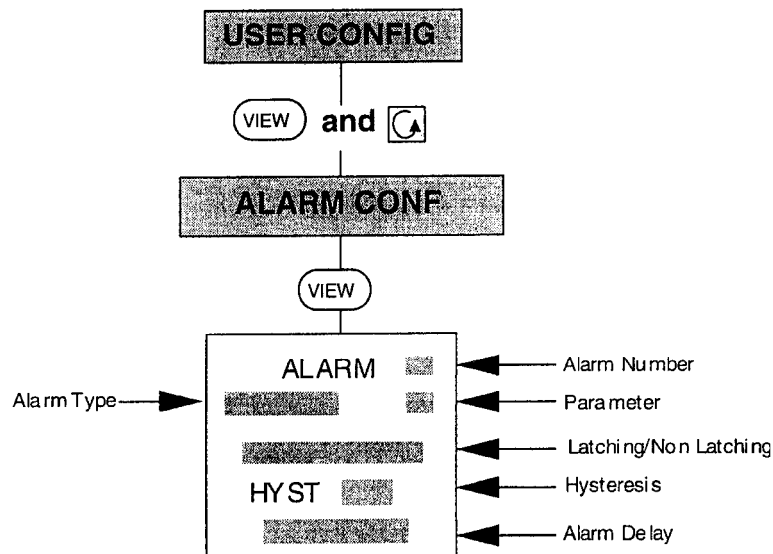 USER CONFIG
VIEW and
ALARM CONF
VIEW
ALARM
Alarm Number
Alarm Type
Parameter
Latching/Non Latching
HYST
Hysteresis
Alarm Delay